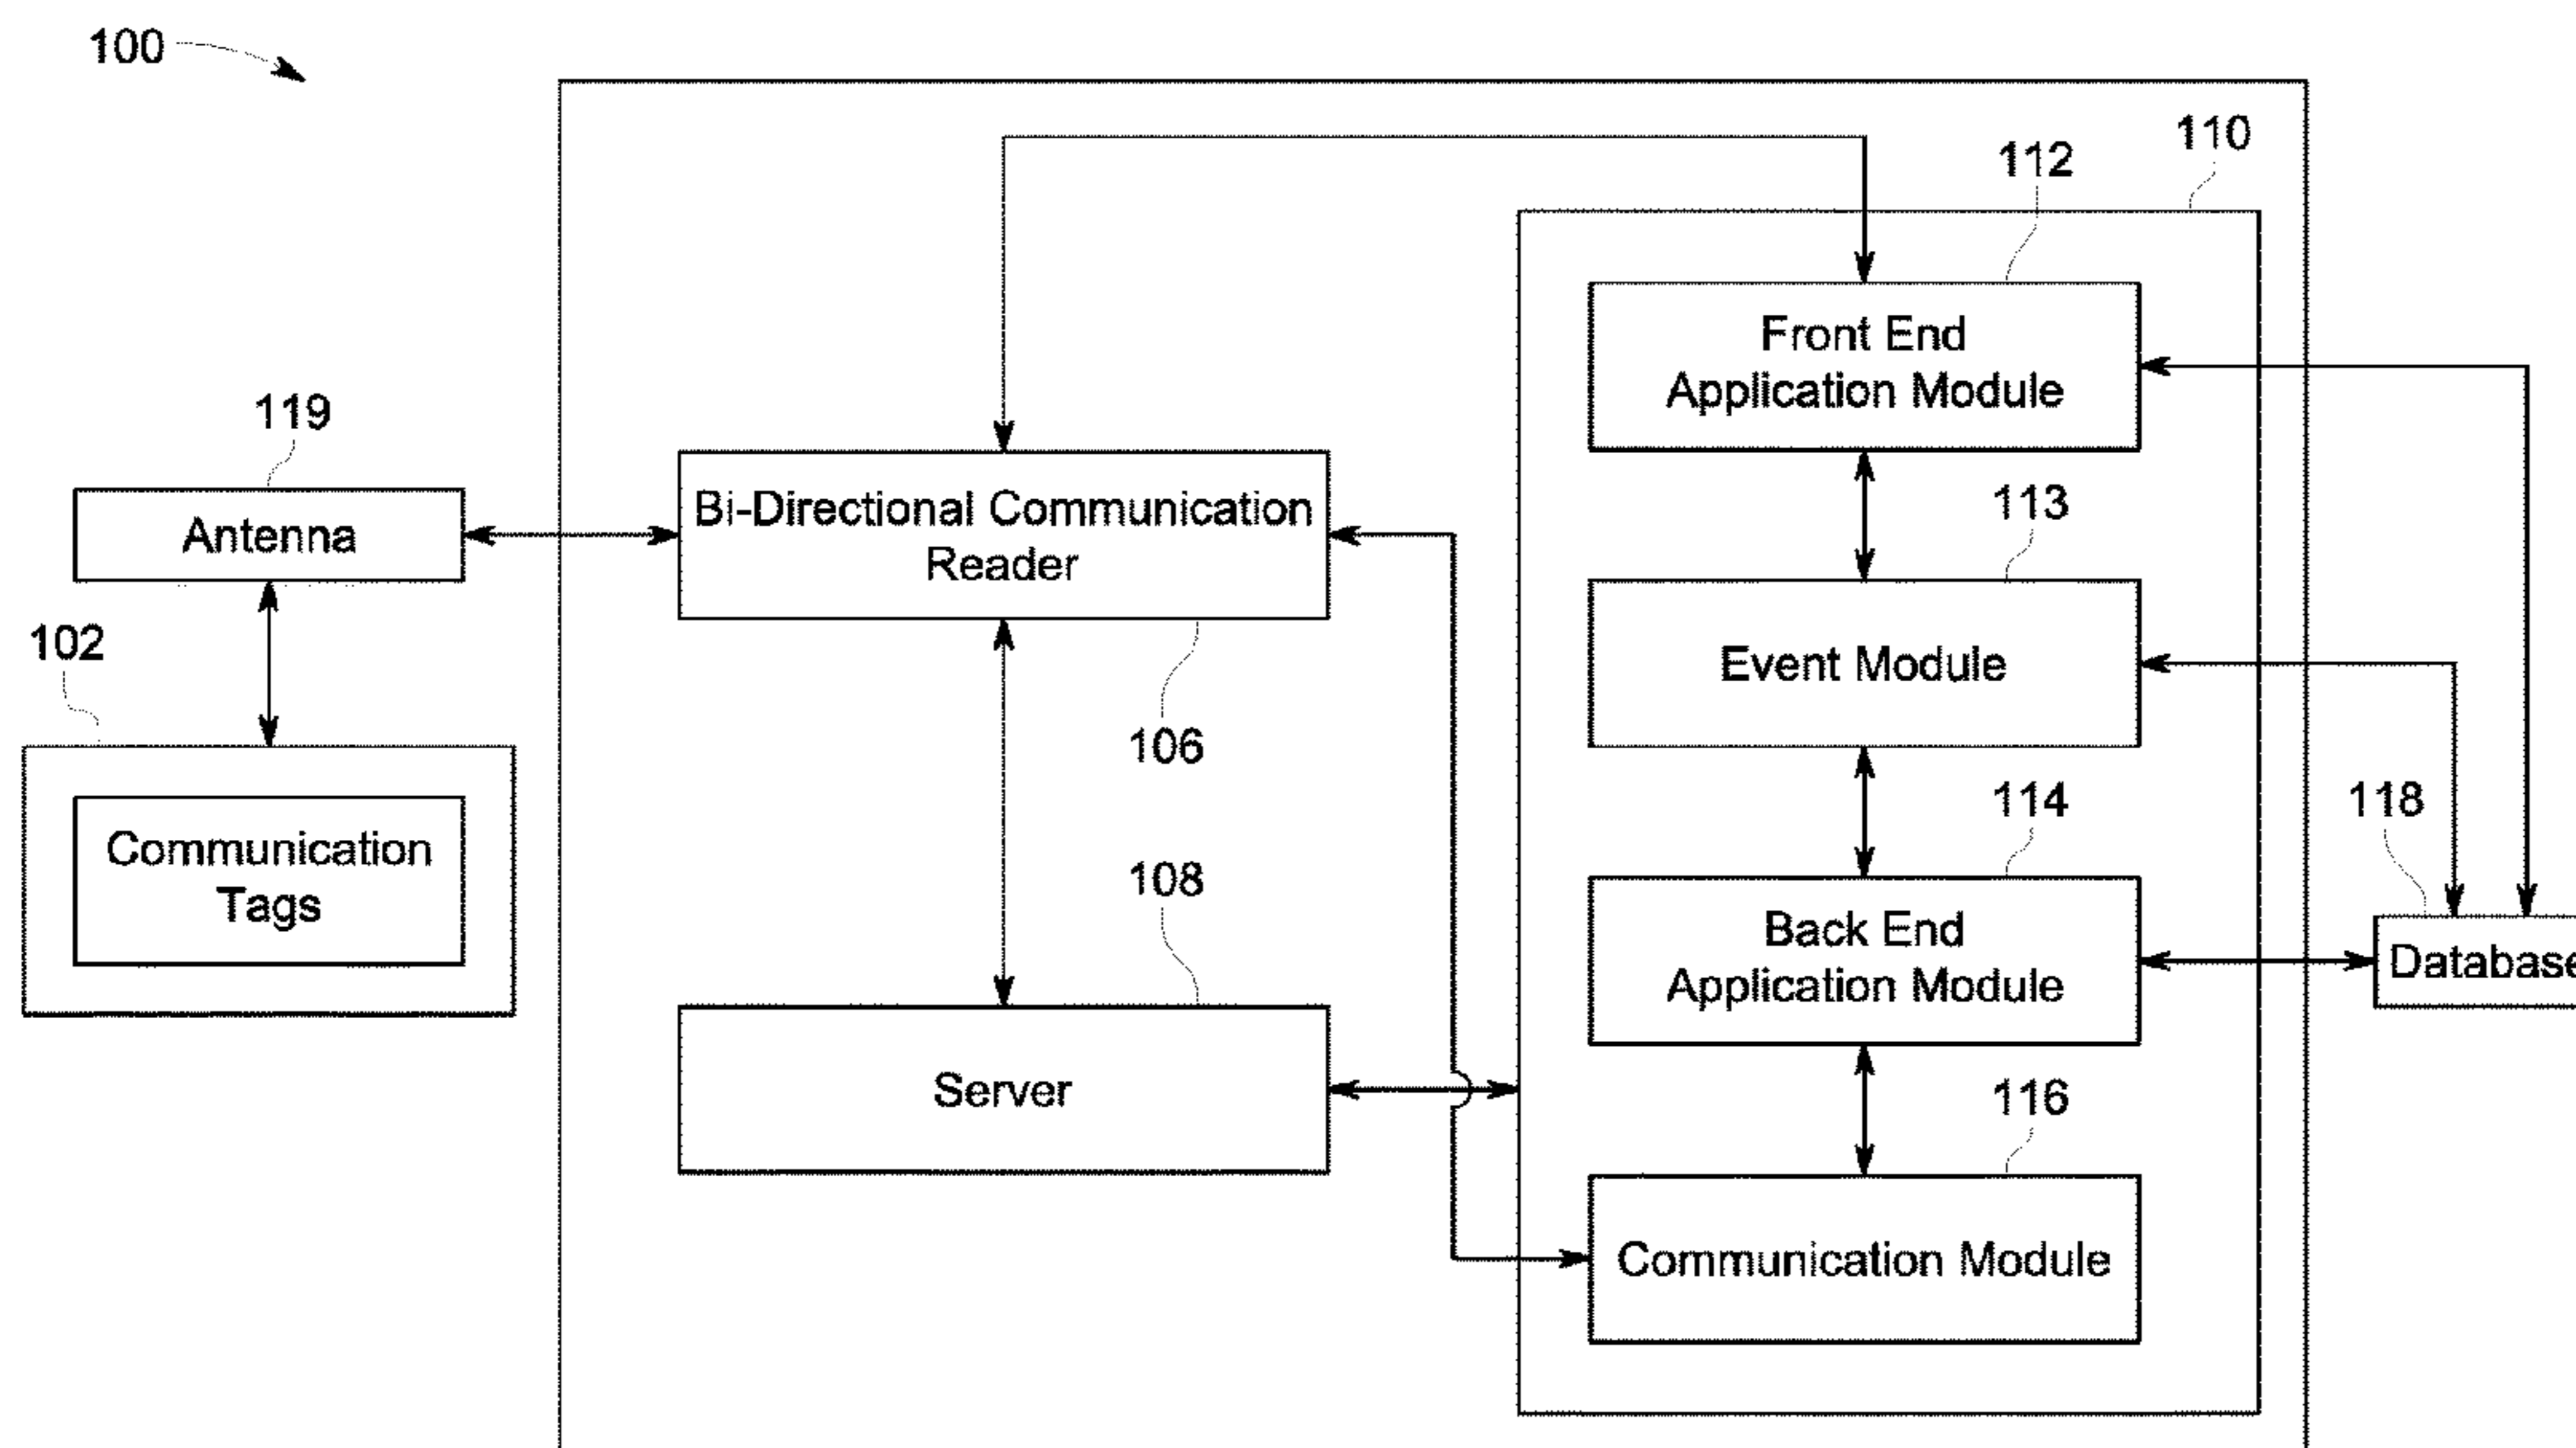 100
110
112
Front End
Application Module
119
Antenna
Bi-Directional Communication
Reader
113
Event Module
102
106
Communication
Tags
108
114
118
Back End
Application Module
Database
Server
116
Communication Module